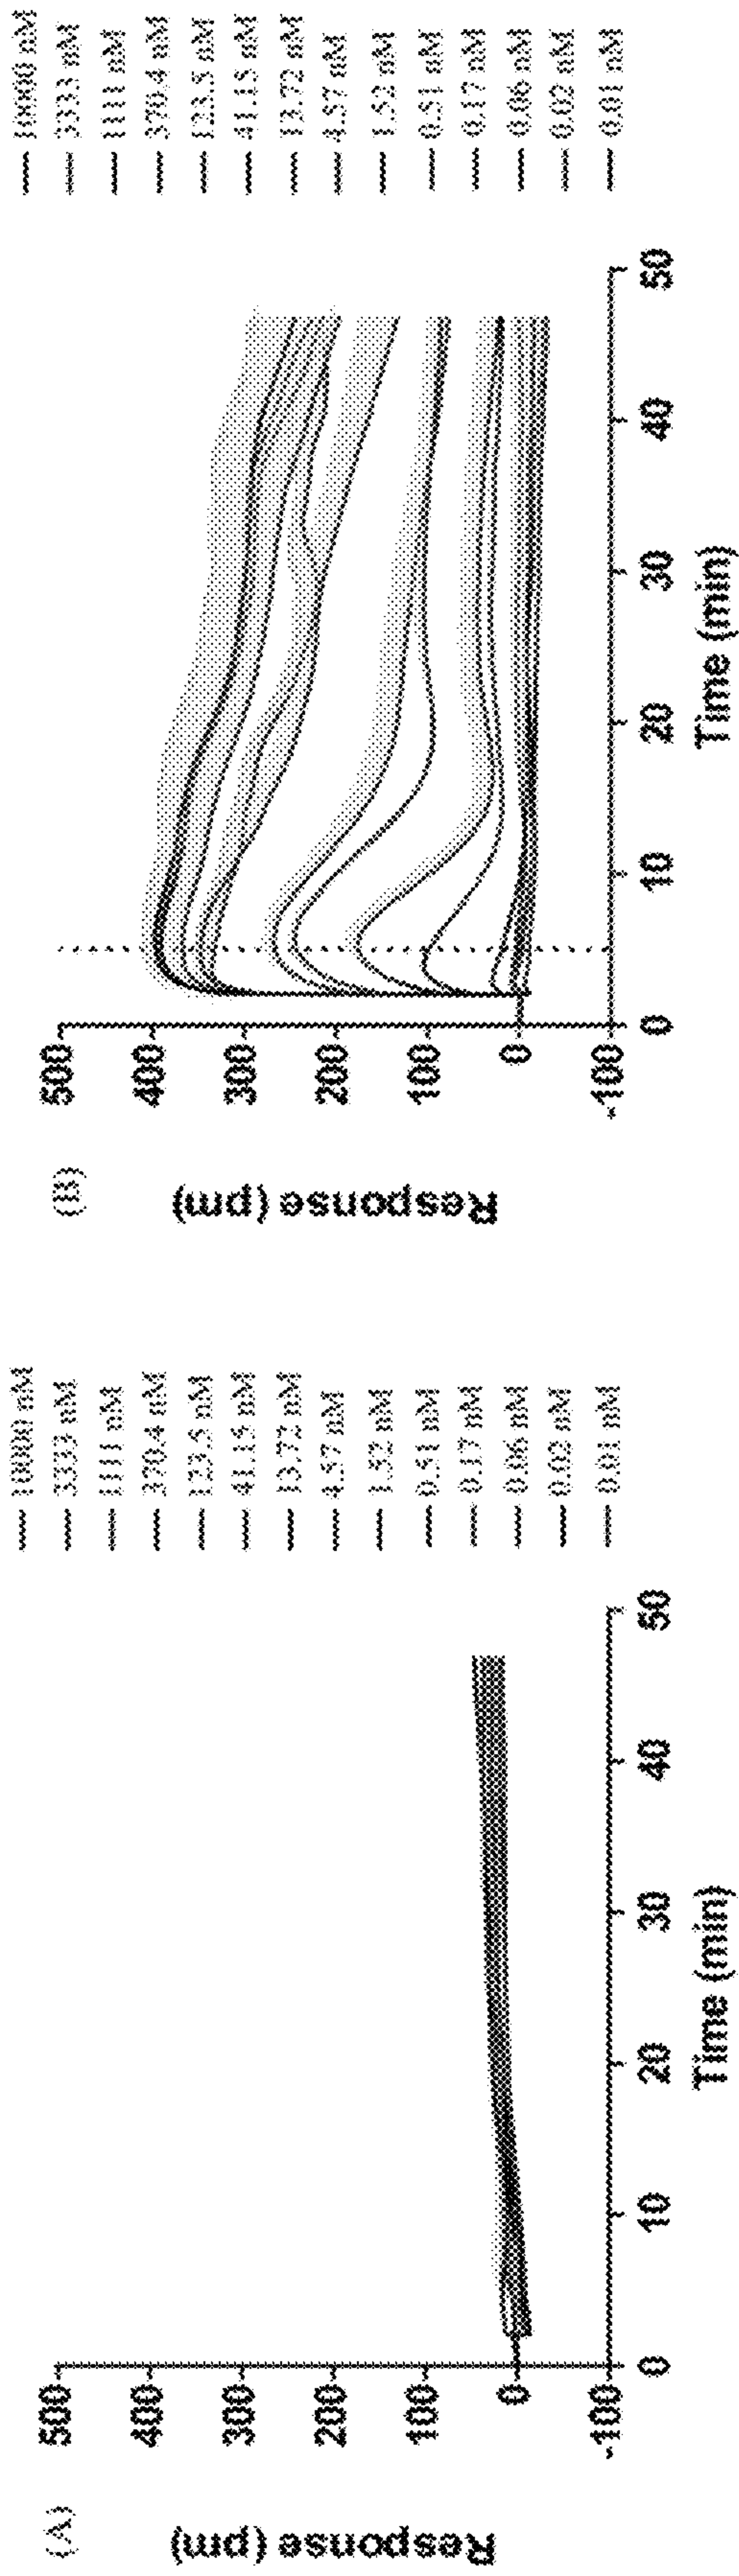 (A)
Response (pm)
500
400
300
200
100
0
-100
0
10
20
30
40
50
Time (min)
10000 nM
3333 nM
1111 nM
370.4 nM
123.5 nM
41.15 nM
13.72 nM
4.57 nM
1.52 nM
0.51 nM
0.17 nM
0.06 nM
0.02 nM
0.01 nM
(B)
Response (pm)
500
400
300
200
100
0
-100
0
10
20
30
40
50
Time (min)
10000 nM
3333 nM
1111 nM
370.4 nM
123.5 nM
41.15 nM
13.72 nM
4.57 nM
1.52 nM
0.51 nM
0.17 nM
0.06 nM
0.02 nM
0.01 nM